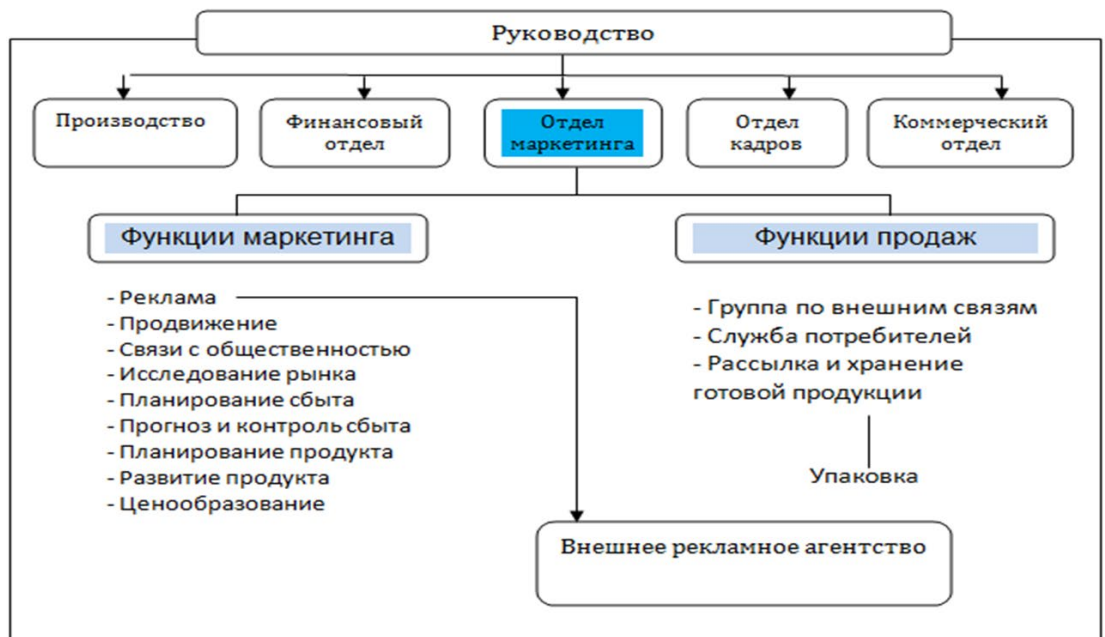 Руководство
Производство
Финансовый
отдел
Отдел
маркетинга
Отдел
кадров
Коммерческий
отдел
Функции маркетинга
Функции продаж
- Реклама
- Продвижение
- Связи с общественностью
- Исследование рынка
- Планирование сбыта
- Прогноз и контроль сбыта
- Планирование продукта
- Развитие продукта
- Ценообразование
- Группа по внешним связям
- Служба потребителей
- Рассылка и хранение
готовой продукции
Упаковка
Внешнее рекламное агентство